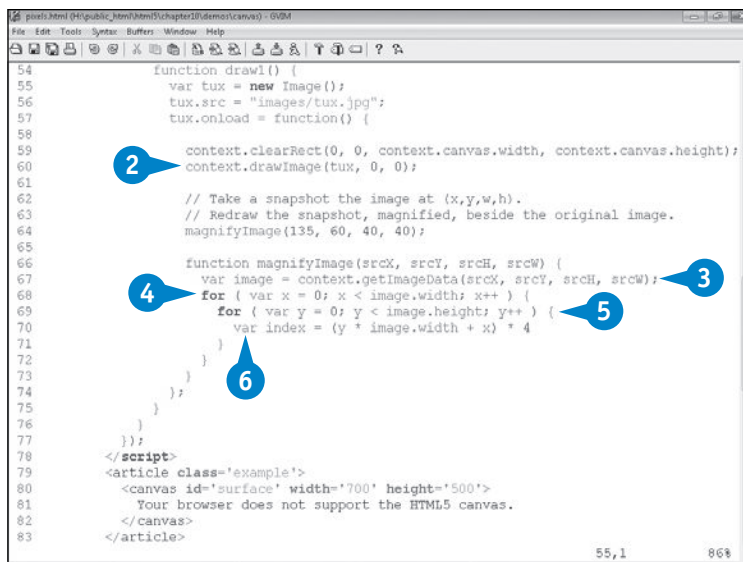 pixels.html (H:\public_html\html5\chapter10\demos\canvas) - GVIM
File Edit Tools Syntax Buffers Window Help
54 function draw1() {
55 var tux = new Image();
56 tux.src = "images/tux.jpg";
57 tux.onload = function() {
58
59 context.clearRect(0, 0, context.canvas.width, context.canvas.height);
2
60 context.drawImage(tux, 0, 0);
61
62 // Take a snapshot the image at (x,y,w,h).
63 // Redraw the snapshot, magnified, beside the original image.
64 magnifyImage(135, 60, 40, 40);
65
66 function magnifyImage(srcX, srcY, srcH, srcW) {
67 var image = context.getImageData(srcX, srcY, srcH, srcW);
3
4
68 for ( var x = 0; x < image.width; x++ ) {
69 for ( var y = 0; y < image.height; y++ ) {
5
70 var index = (y * image.width + x) * 4
6
71 }
72 }
73 }
74 };
75 }
76 }
77 });
78 </script>
79 <article class='example'>
80 <canvas id='surface' width='700' height='500'>
81 Your browser does not support the HTML5 canvas.
82 </canvas>
83 </article>
55,1 86%